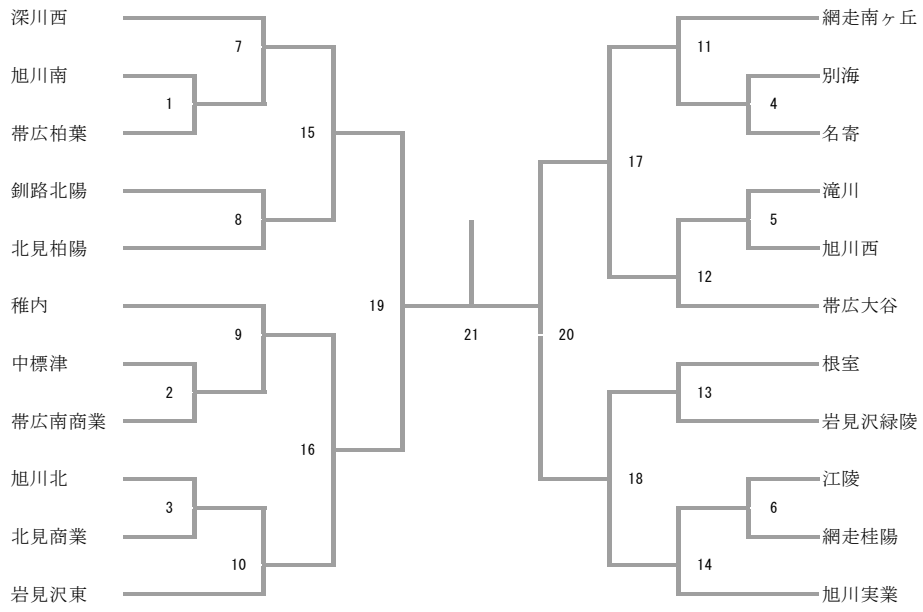 深川西
7
旭川南
1
帯広柏葉
15
釧路北陽
8
北見柏陽
稚内
19
9
中標津
2
帯広南商業
16
旭川北
3
北見商業
10
岩見沢東
21
網走南ヶ丘
11
別海
4
名寄
17
滝川
5
旭川西
12
帯広大谷
20
根室
13
岩見沢緑陵
18
江陵
6
網走桂陽
14
旭川実業